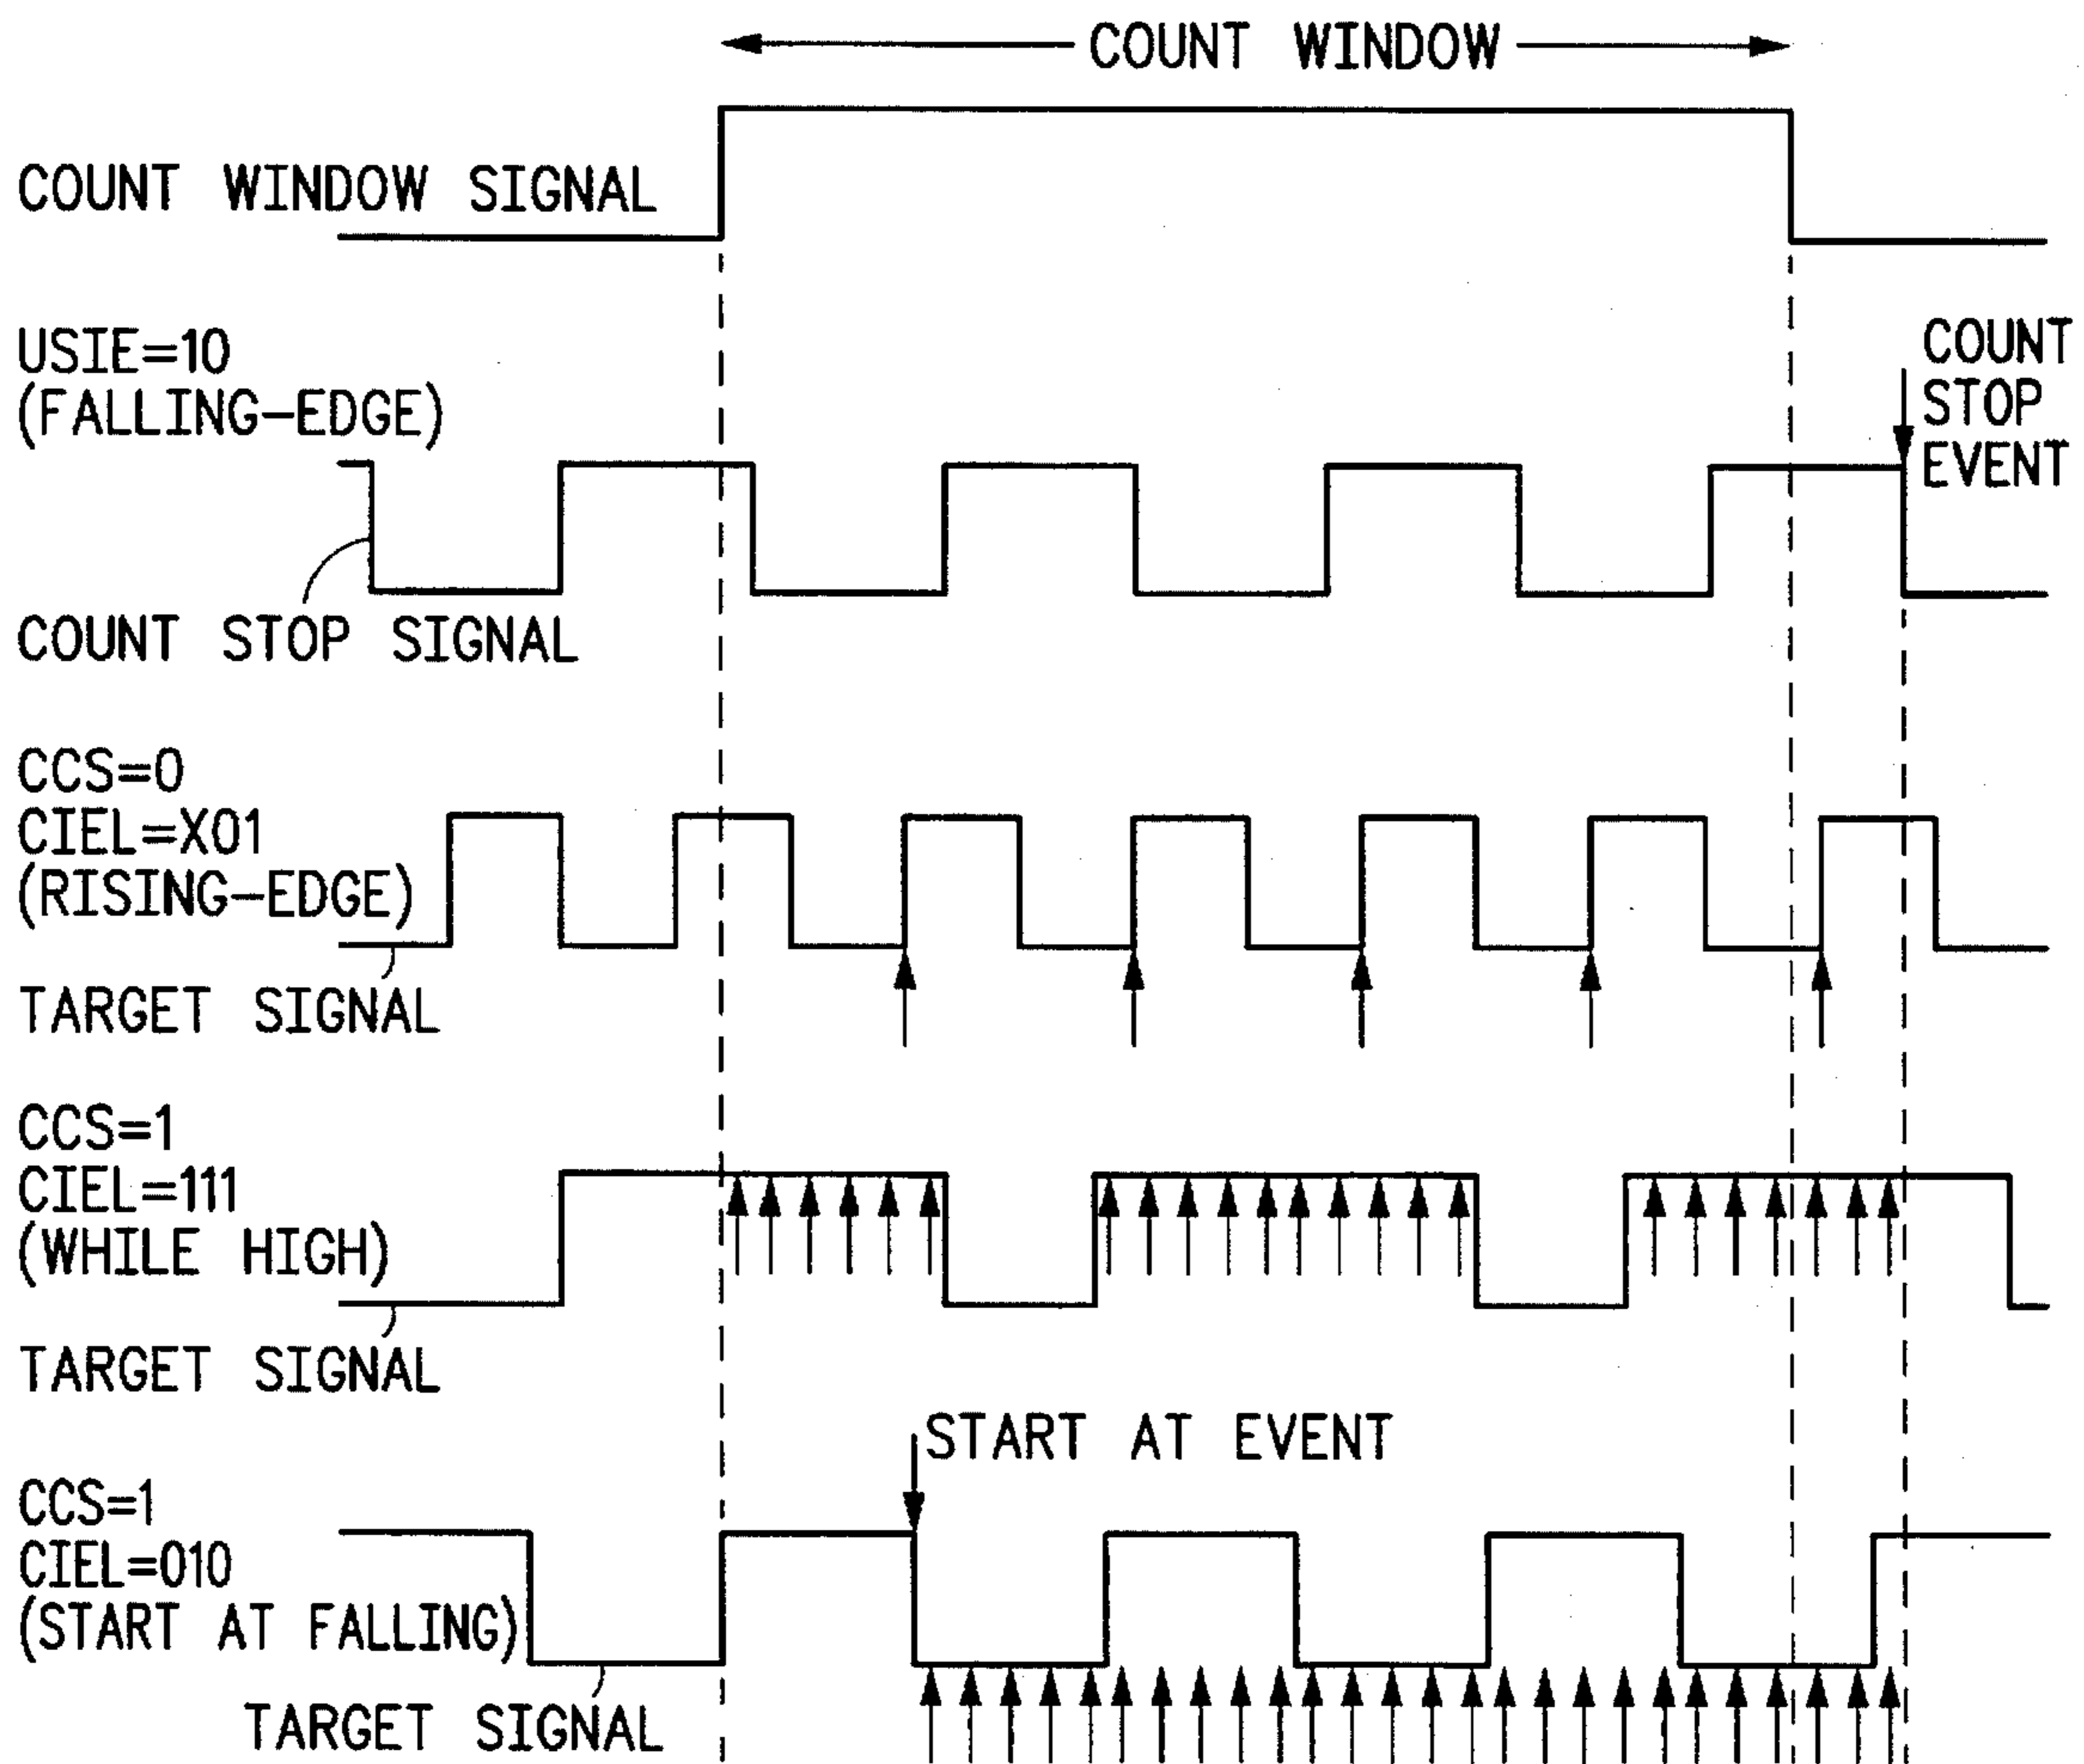 COUNT WINDOW
COUNT WINDOW SIGNAL
USIE=10
(FALLING-EDGE)
COUNT
STOP
EVENT
COUNT STOP SIGNAL
CCS=0
CIEL=X01
(RISING-EDGE)
TARGET SIGNAL
CCS=1
CIEL=111
(WHILE HIGH)
TARGET SIGNAL
START AT EVENT
CCS=1
CIEL=010
(START AT FALLING)
TARGET SIGNAL